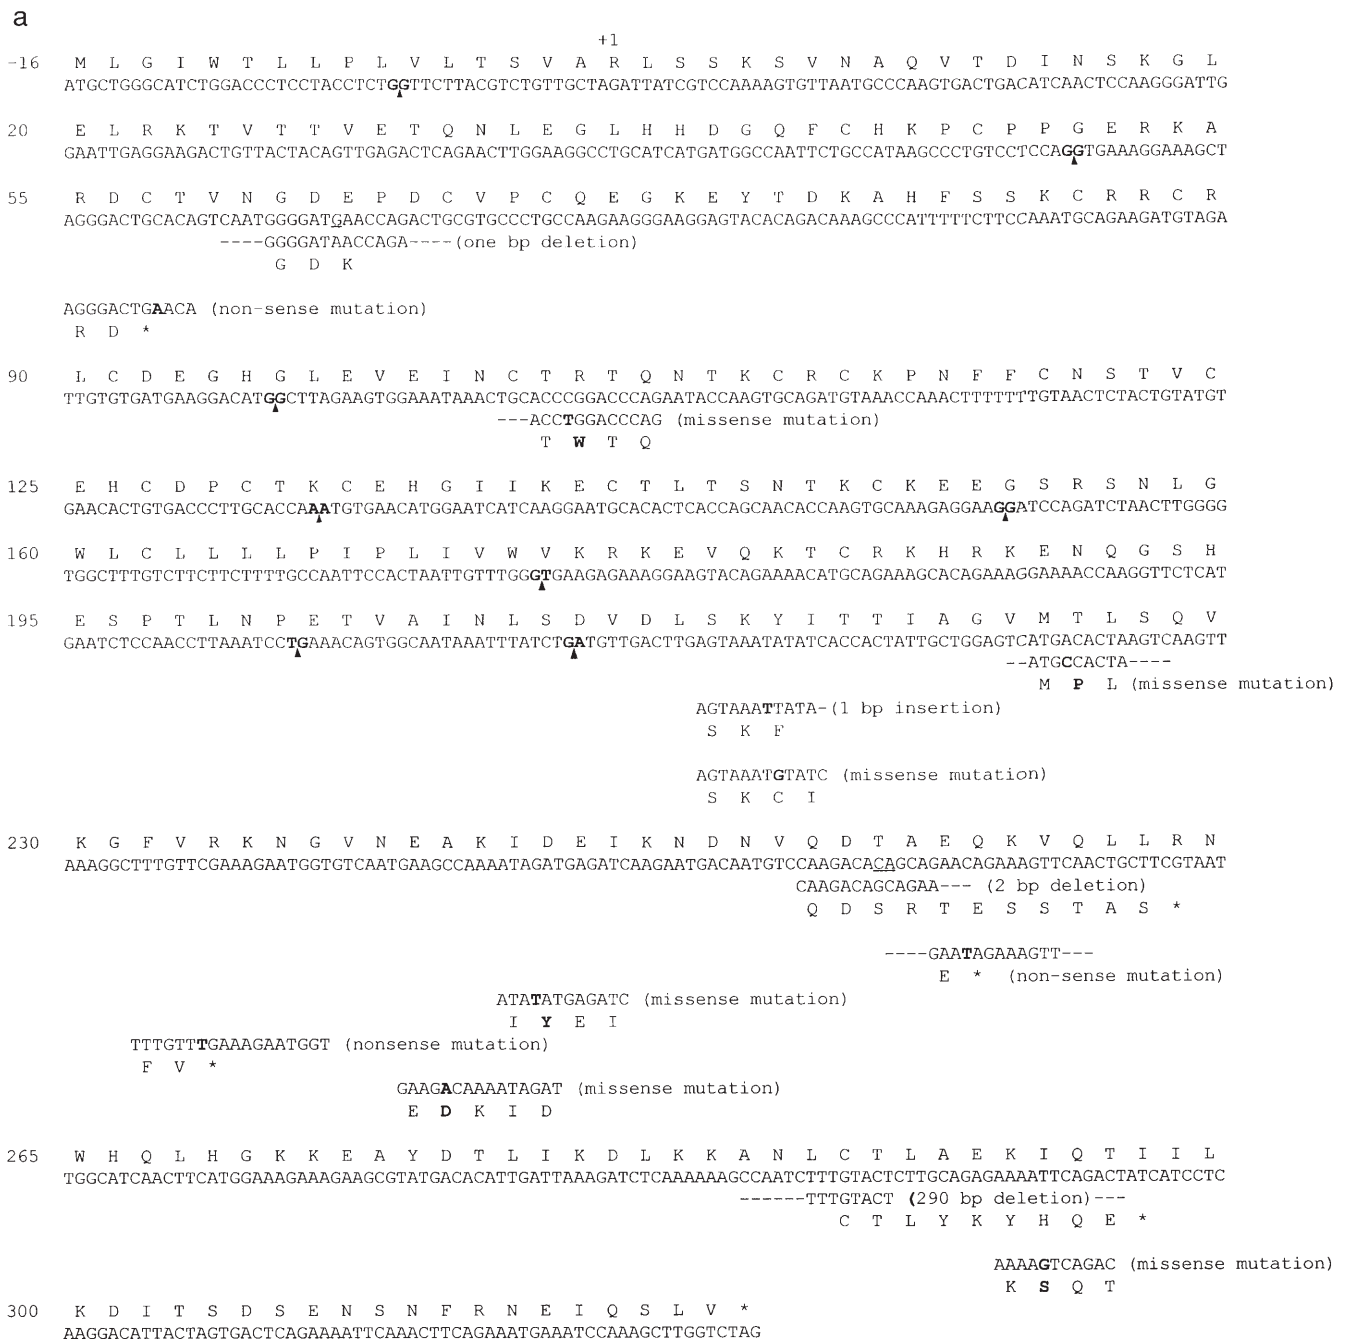 a
+1
-16 M L G I W T L L P L V L T S V A R L S S K S V N A Q V T D I N S K G L
ATGCTGGGCATCTGGACCCTCCTACCTCTGGTTCTTACGTCTGTTGCTAGATTATCGTCCAAAAGTGTTAATGCCCAAGTGACTGACATCAACTCCAAGGGATTG
20 E L R K T V T T V E T Q N L E G L H H D G Q F C H K P C P P G E R K A
GAATTGAGGAAGACTGTTACTACAGTTGAGACTCAGAACTTGGAAGGCCTGCATCATGATGGCCAATTCTGCCATAAGCCCTGTCCTCCAGGTGAAAGGAAAGCT
55 R D C T V N G D E P D C V P C Q E G K E Y T D K A H F S S K C R R C R
AGGGACTGCACAGTCAATGGGGATGAACCAGACTGCGTGCCCTGCCAAGAAGGGAAGGAGTACACAGACAAAGCCCATTTTTCTTCCAAATGCAGAAGATGTAGA
----GGGGATAACCAGA----(one bp deletion)
G D K
AGGGACTGAACA (non-sense mutation)
R D *
90 L C D E G H G L E V E I N C T R T Q N T K C R C K P N F F C N S T V C
TTGTGTGATGAAGGACATGGCTTAGAAGTGGAAATAAACTGCACCCGGACCCAGAATACCAAGTGCAGATGTAAACCAAACTTTTTTTGTAACTCTACTGTATGT
---ACCTGGACCCAG (missense mutation)
T W T Q
125 E H C D P C T K C E H G I I K E C T L T S N T K C K E E G S R S N L G
GAACACTGTGACCCTTGCACCAAATGTGAACATGGAATCATCAAGGAATGCACACTCACCAGCAACACCAAGTGCAAAGAGGAAGGATCCAGATCTAACTTGGGG
160 W L C L L L L P I P L I V W V K R K E V Q K T C R K H R K E N Q G S H
TGGCTTTGTCTTCTTCTTTTGCCAATTCCACTAATTGTTTGGGTGAAGAGAAAGGAAGTACAGAAAACATGCAGAAAGCACAGAAAGGAAAACCAAGGTTCTCAT
195 E S P T L N P E T V A I N L S D V D L S K Y I T T I A G V M T L S Q V
GAATCTCCAACCTTAAATCCTGAAACAGTGGCAATAAATTTATCTGATGTTGACTTGAGTAAATATATCACCACTATTGCTGGAGTCATGACACTAAGTCAAGTT
--ATGCCACTA----
M P L (missense mutation)
AGTAAATTATA-(1 bp insertion)
S K F
AGTAAATGTATC (missense mutation)
S K C I
230 K G F V R K N G V N E A K I D E I K N D N V Q D T A E Q K V Q L L R N
AAAGGCTTTGTTCGAAAGAATGGTGTCAATGAAGCCAAAATAGATGAGATCAAGAATGACAATGTCCAAGACACAGCAGAACAGAAAGTTCAACTGCTTCGTAAT
CAAGACAGCAGAA--- (2 bp deletion)
Q D S R T E S S T A S *
----GAATAGAAAGTT---
E * (non-sense mutation)
ATATATGAGATC (missense mutation)
I Y E I
TTTGTTTGAAAGAATGGT (nonsense mutation)
F V *
GAAGACAAAATAGAT (missense mutation)
E D K I D
265 W H Q L H G K K E A Y D T L I K D L K K A N L C T L A E K I Q T I I L
TGGCATCAACTTCATGGAAAGAAAGAAGCGTATGACACATTGATTAAAGATCTCAAAAAAGCCAATCTTTGTACTCTTGCAGAGAAAATTCAGACTATCATCCTC
------TTTGTACT (290 bp deletion)---
C T L Y K Y H Q E *
AAAAGTCAGAC (missense mutation)
K S Q T
300 K D I T S D S E N S N F R N E I Q S L V *
AAGGACATTACTAGTGACTCAGAAAATTCAAACTTCAGAAATGAAATCCAAAGCTTGGTCTAG